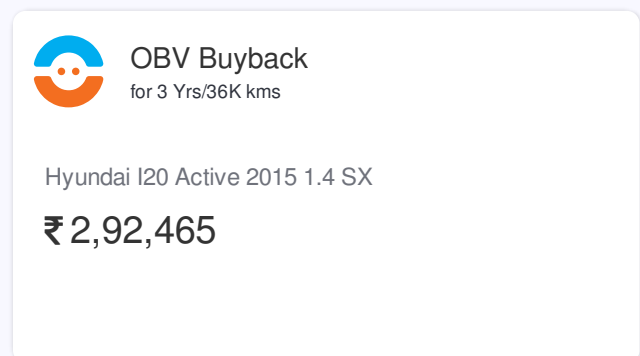 OBV Buyback
for 3 Yrs/36K kms
Hyundai I20 Active 2015 1.4 SX
₹ 2,92,465